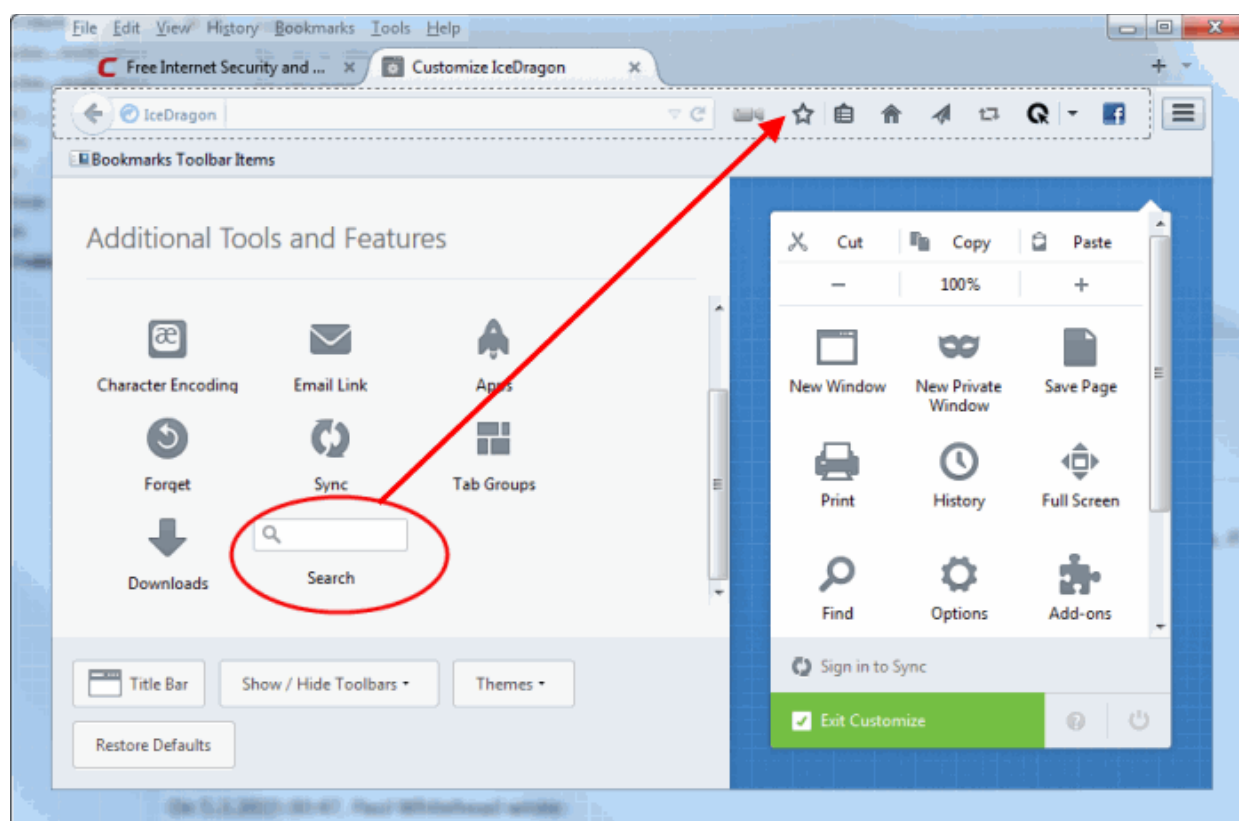 File Edit View History Bookmarks Tools Help
Free Internet Security and ... Customize IceDragon
IceDragon
Bookmarks Toolbar Items
Additional Tools and Features
Cut Copy Paste
100%
Character Encoding Email Link Apps
New Window New Private Window Save Page
Forget Sync Tab Groups
Print History Full Screen
Downloads Search
Find Options Add-ons
Sign in to Sync
Title Bar Show / Hide Toolbars Themes
Exit Customize
Restore Defaults